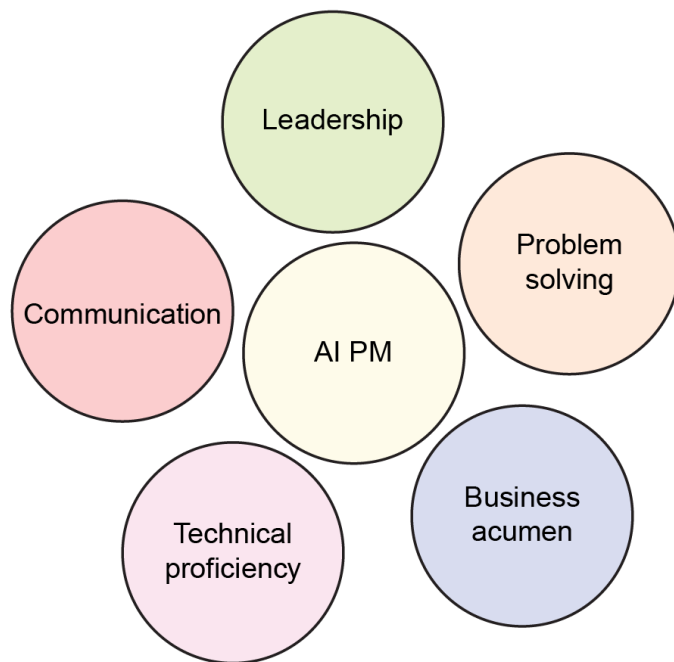 Leadership
Problem
solving
Communication
AI PM
Business
acumen
Technical
proficiency